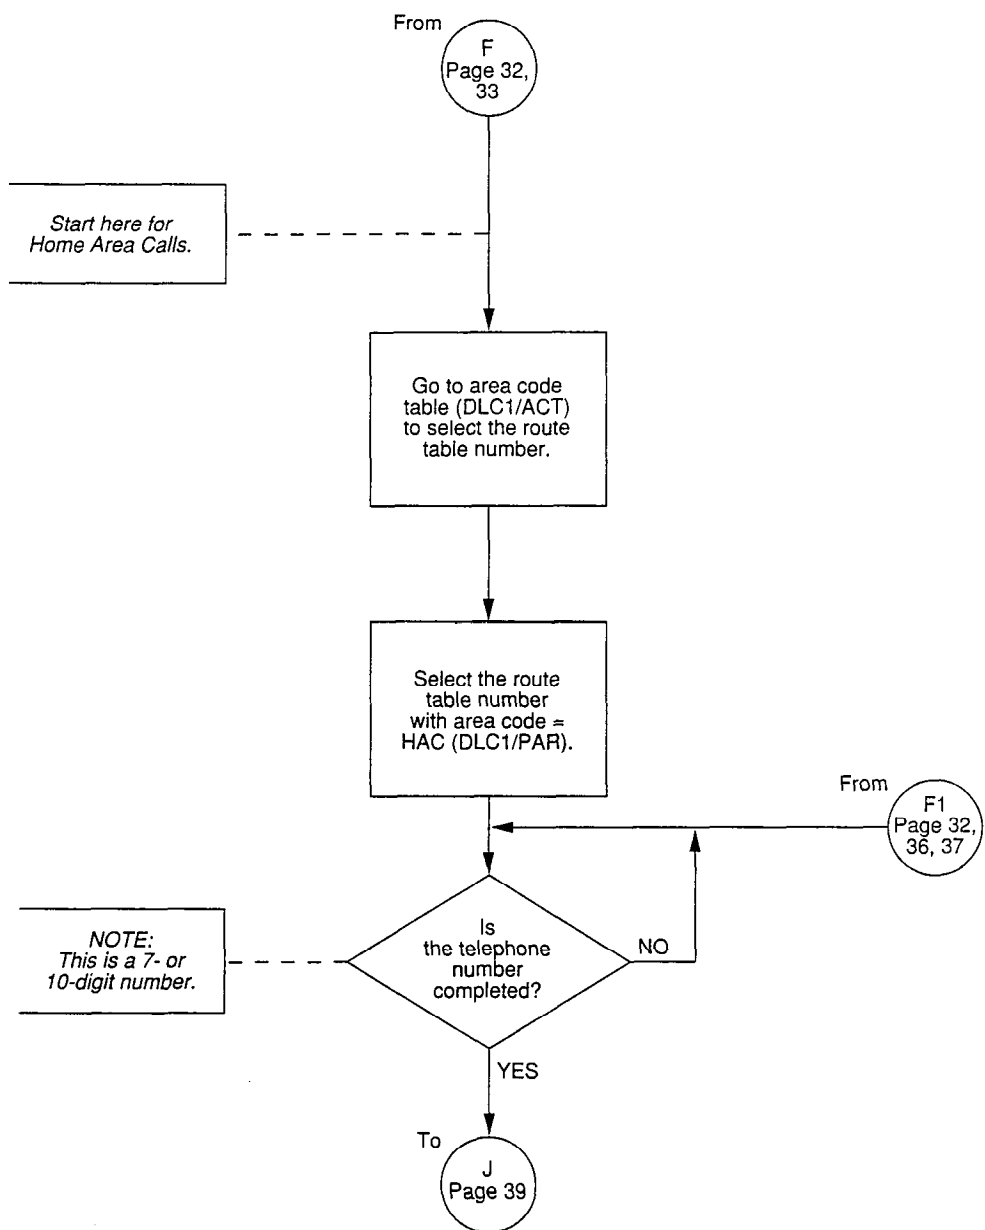 From
F
Page 32,
33
Start here for
Home Area Calls.
Go to area code
table (DLC1/ACT)
to select the route
table number.
Select the route
table number
with area code =
HAC (DLC1/PAR).
From
F1
Page 32,
36, 37
Is
the telephone
number
completed?
NO
NOTE:
This is a 7- or
10-digit number.
YES
To
J
Page 39